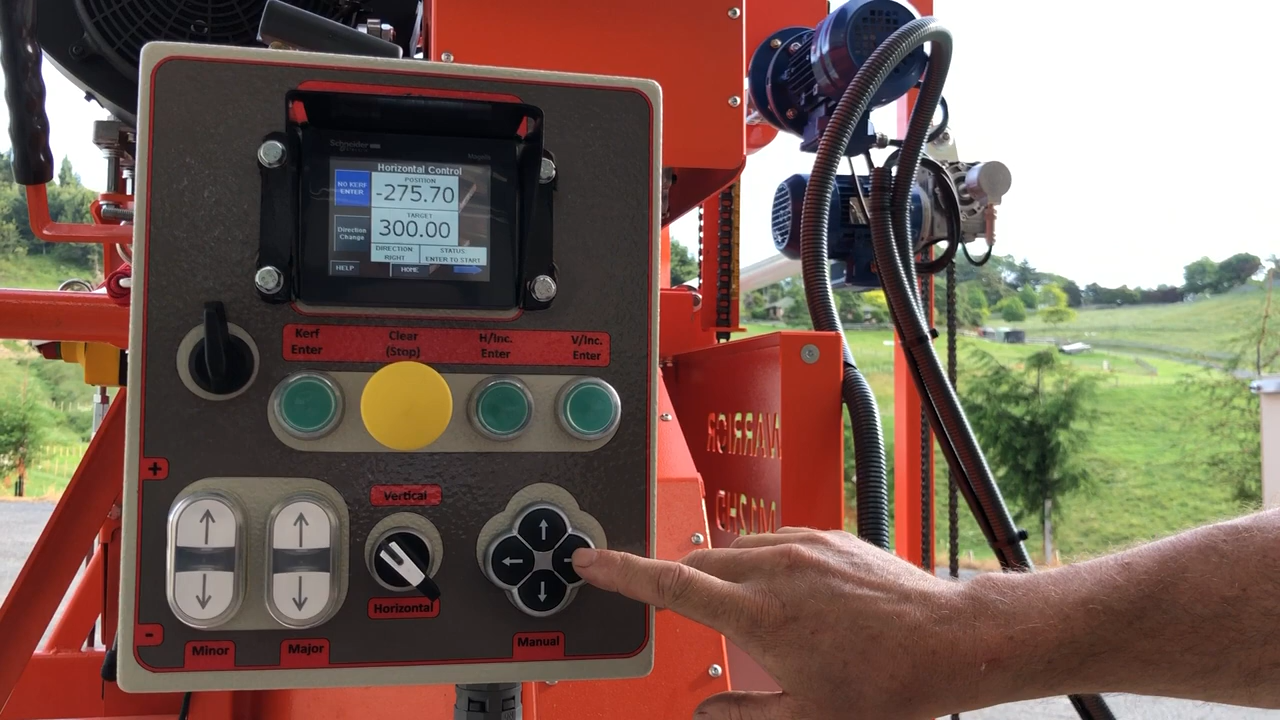 Schneider
Magelis
Horizontal Control
NO KERF
ENTER
POSITION
-275.70
TARGET
300.00
Direction
Change
DIRECTION
RIGHT
STATUS:
ENTER TO START
HELP
HOME
Kerf
Enter
Clear
(Stop)
H/Inc.
Enter
V/Inc.
Enter
+
Vertical
Horizontal
-
Minor
Major
Manual
WARRIOR